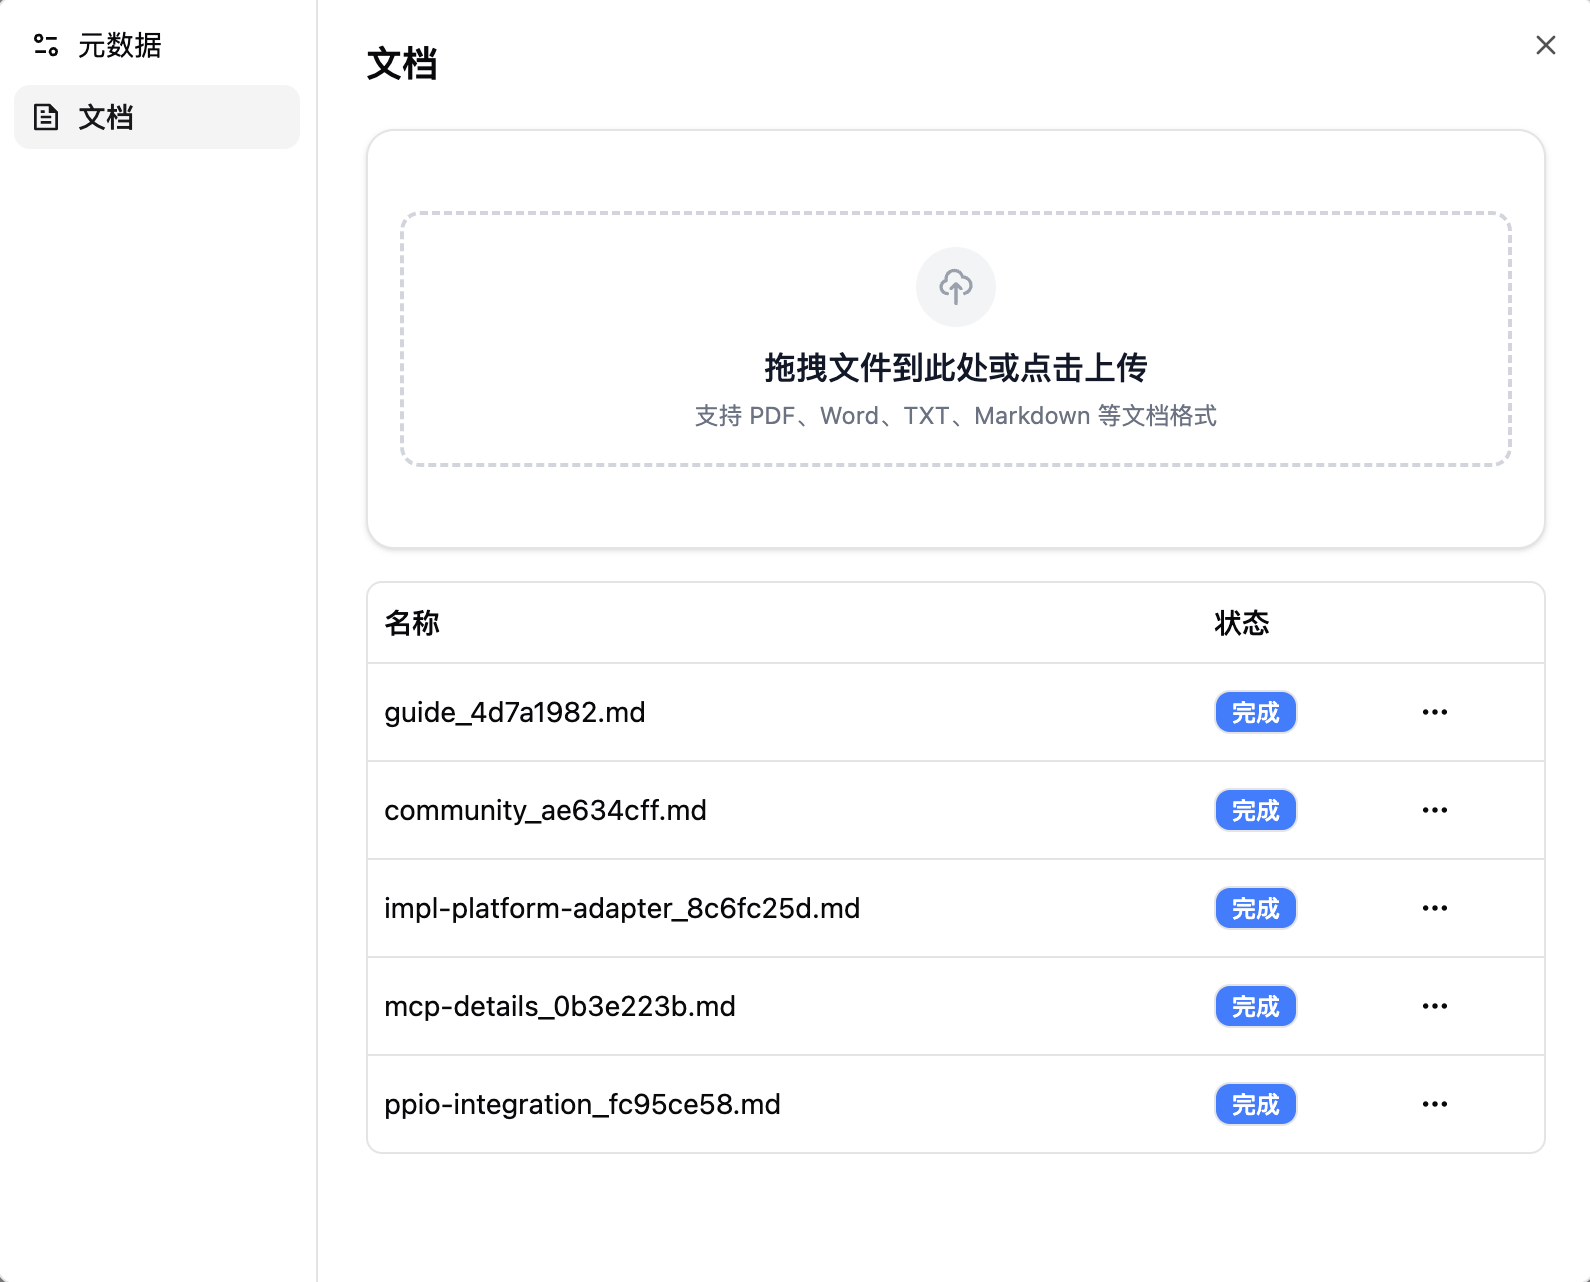 元数据
文档
文档
拖拽文件到此处或点击上传
支持 PDF、Word、TXT、Markdown 等文档格式
名称 状态
guide_4d7a1982.md 完成
community_ae634cff.md 完成
impl-platform-adapter_8c6fc25d.md 完成
mcp-details_0b3e223b.md 完成
ppio-integration_fc95ce58.md 完成